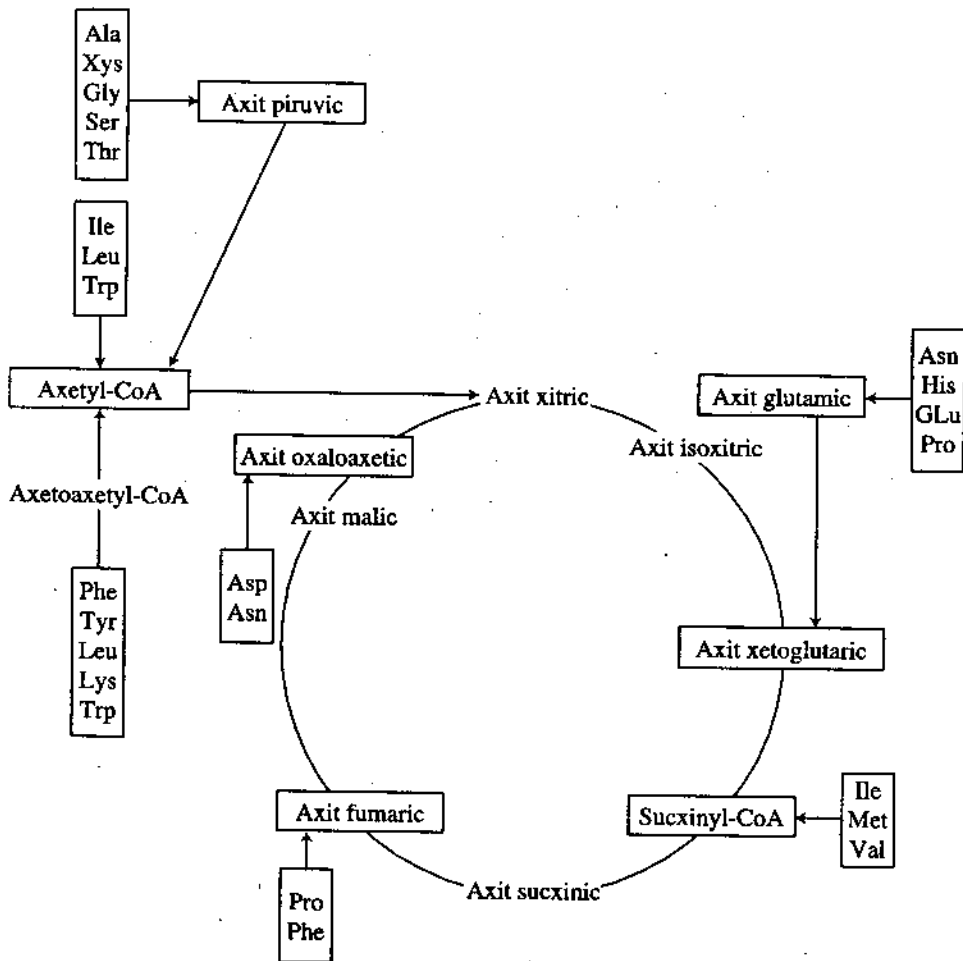 Ala
Xys
Gly
Ser
Thr
Axit piruvic
Ile
Leu
Trp
Axetyl-CoA
Axit xitric
Axit glutamic
Asn
His
GLu
Pro
Axit oxaloaxetic
Axit isoxitric
Axetoaxetyl-CoA
Axit malic
Asp
Asn
Phe
Tyr
Leu
Lys
Trp
Axit xetoglutaric
Axit fumaric
Sucxinyl-CoA
Ile
Met
Val
Axit sucxinic
Pro
Phe